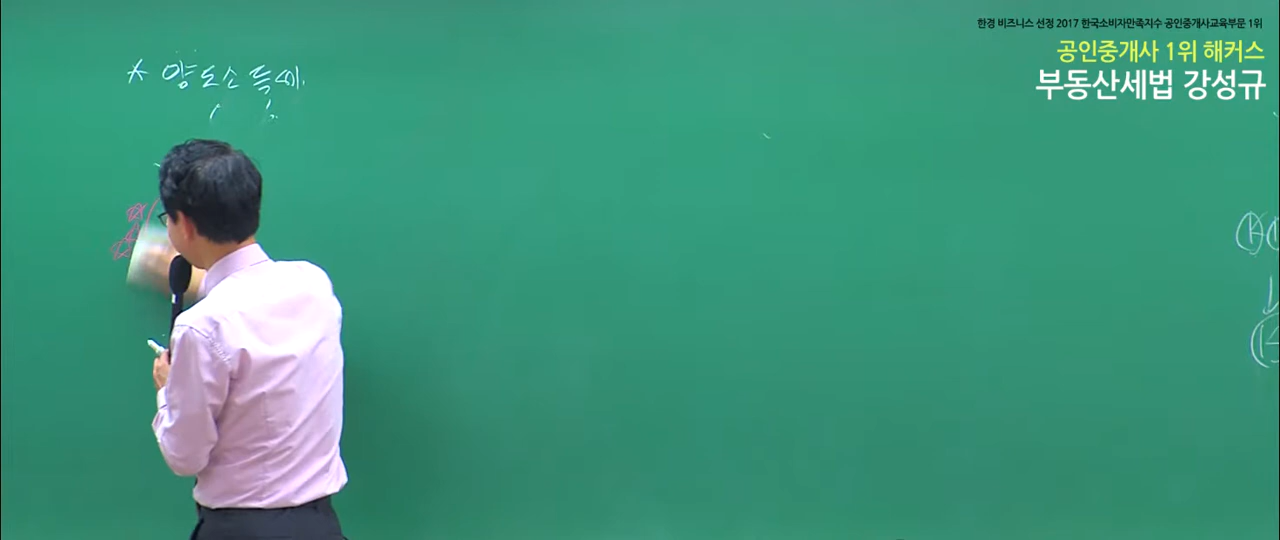 한경 비즈니스 선정 2017 한국소비자만족지수 공인중개사교육부문 1위
공인중개사 1위 해커스
부동산세법 강성규
* 양도소득세.